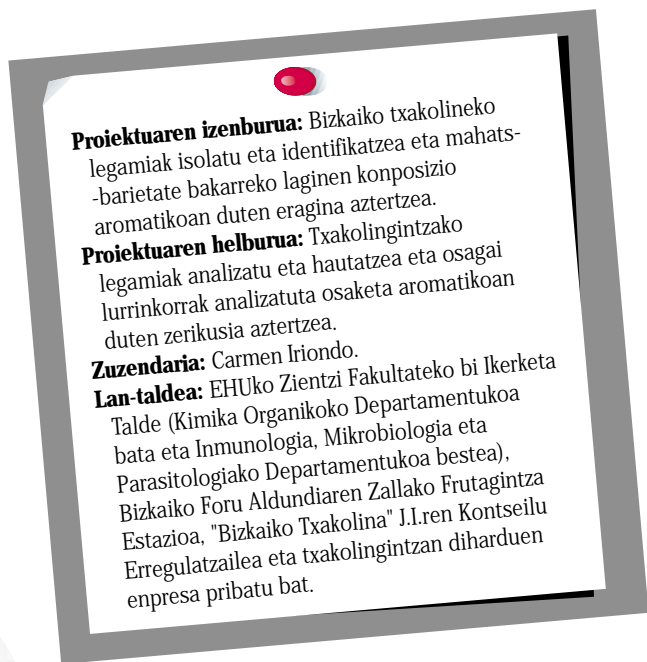 Proiektuaren izenburua: Bizkaiko txakolineko
legamiak isolatu eta identifikatzea eta mahats-
-barietate bakarreko laginen konposizio
aromatikoan duten eragina aztertzea.
Proiektuaren helburua: Txakolingintzako
legamiak analizatu eta hautatzea eta osagai
lurrinkorrak analizatuta osaketa aromatikoan
duten zerikusia aztertzea.
Zuzendaria: Carmen Iriondo.
Lan-taldea: EHUko Zientzi Fakultateko bi Ikerketa
Talde (Kimika Organikoko Departamentukoa
bata eta Inmunologia, Mikrobiologia eta
Parasitologiako Departamentukoa bestea),
Bizkaiko Foru Aldundiaren Zallako Frutagintza
Estazioa, "Bizkaiko Txakolina" J.I.ren Kontseilu
Erregulatzailea eta txakolingintzan diharduen
enpresa pribatu bat.